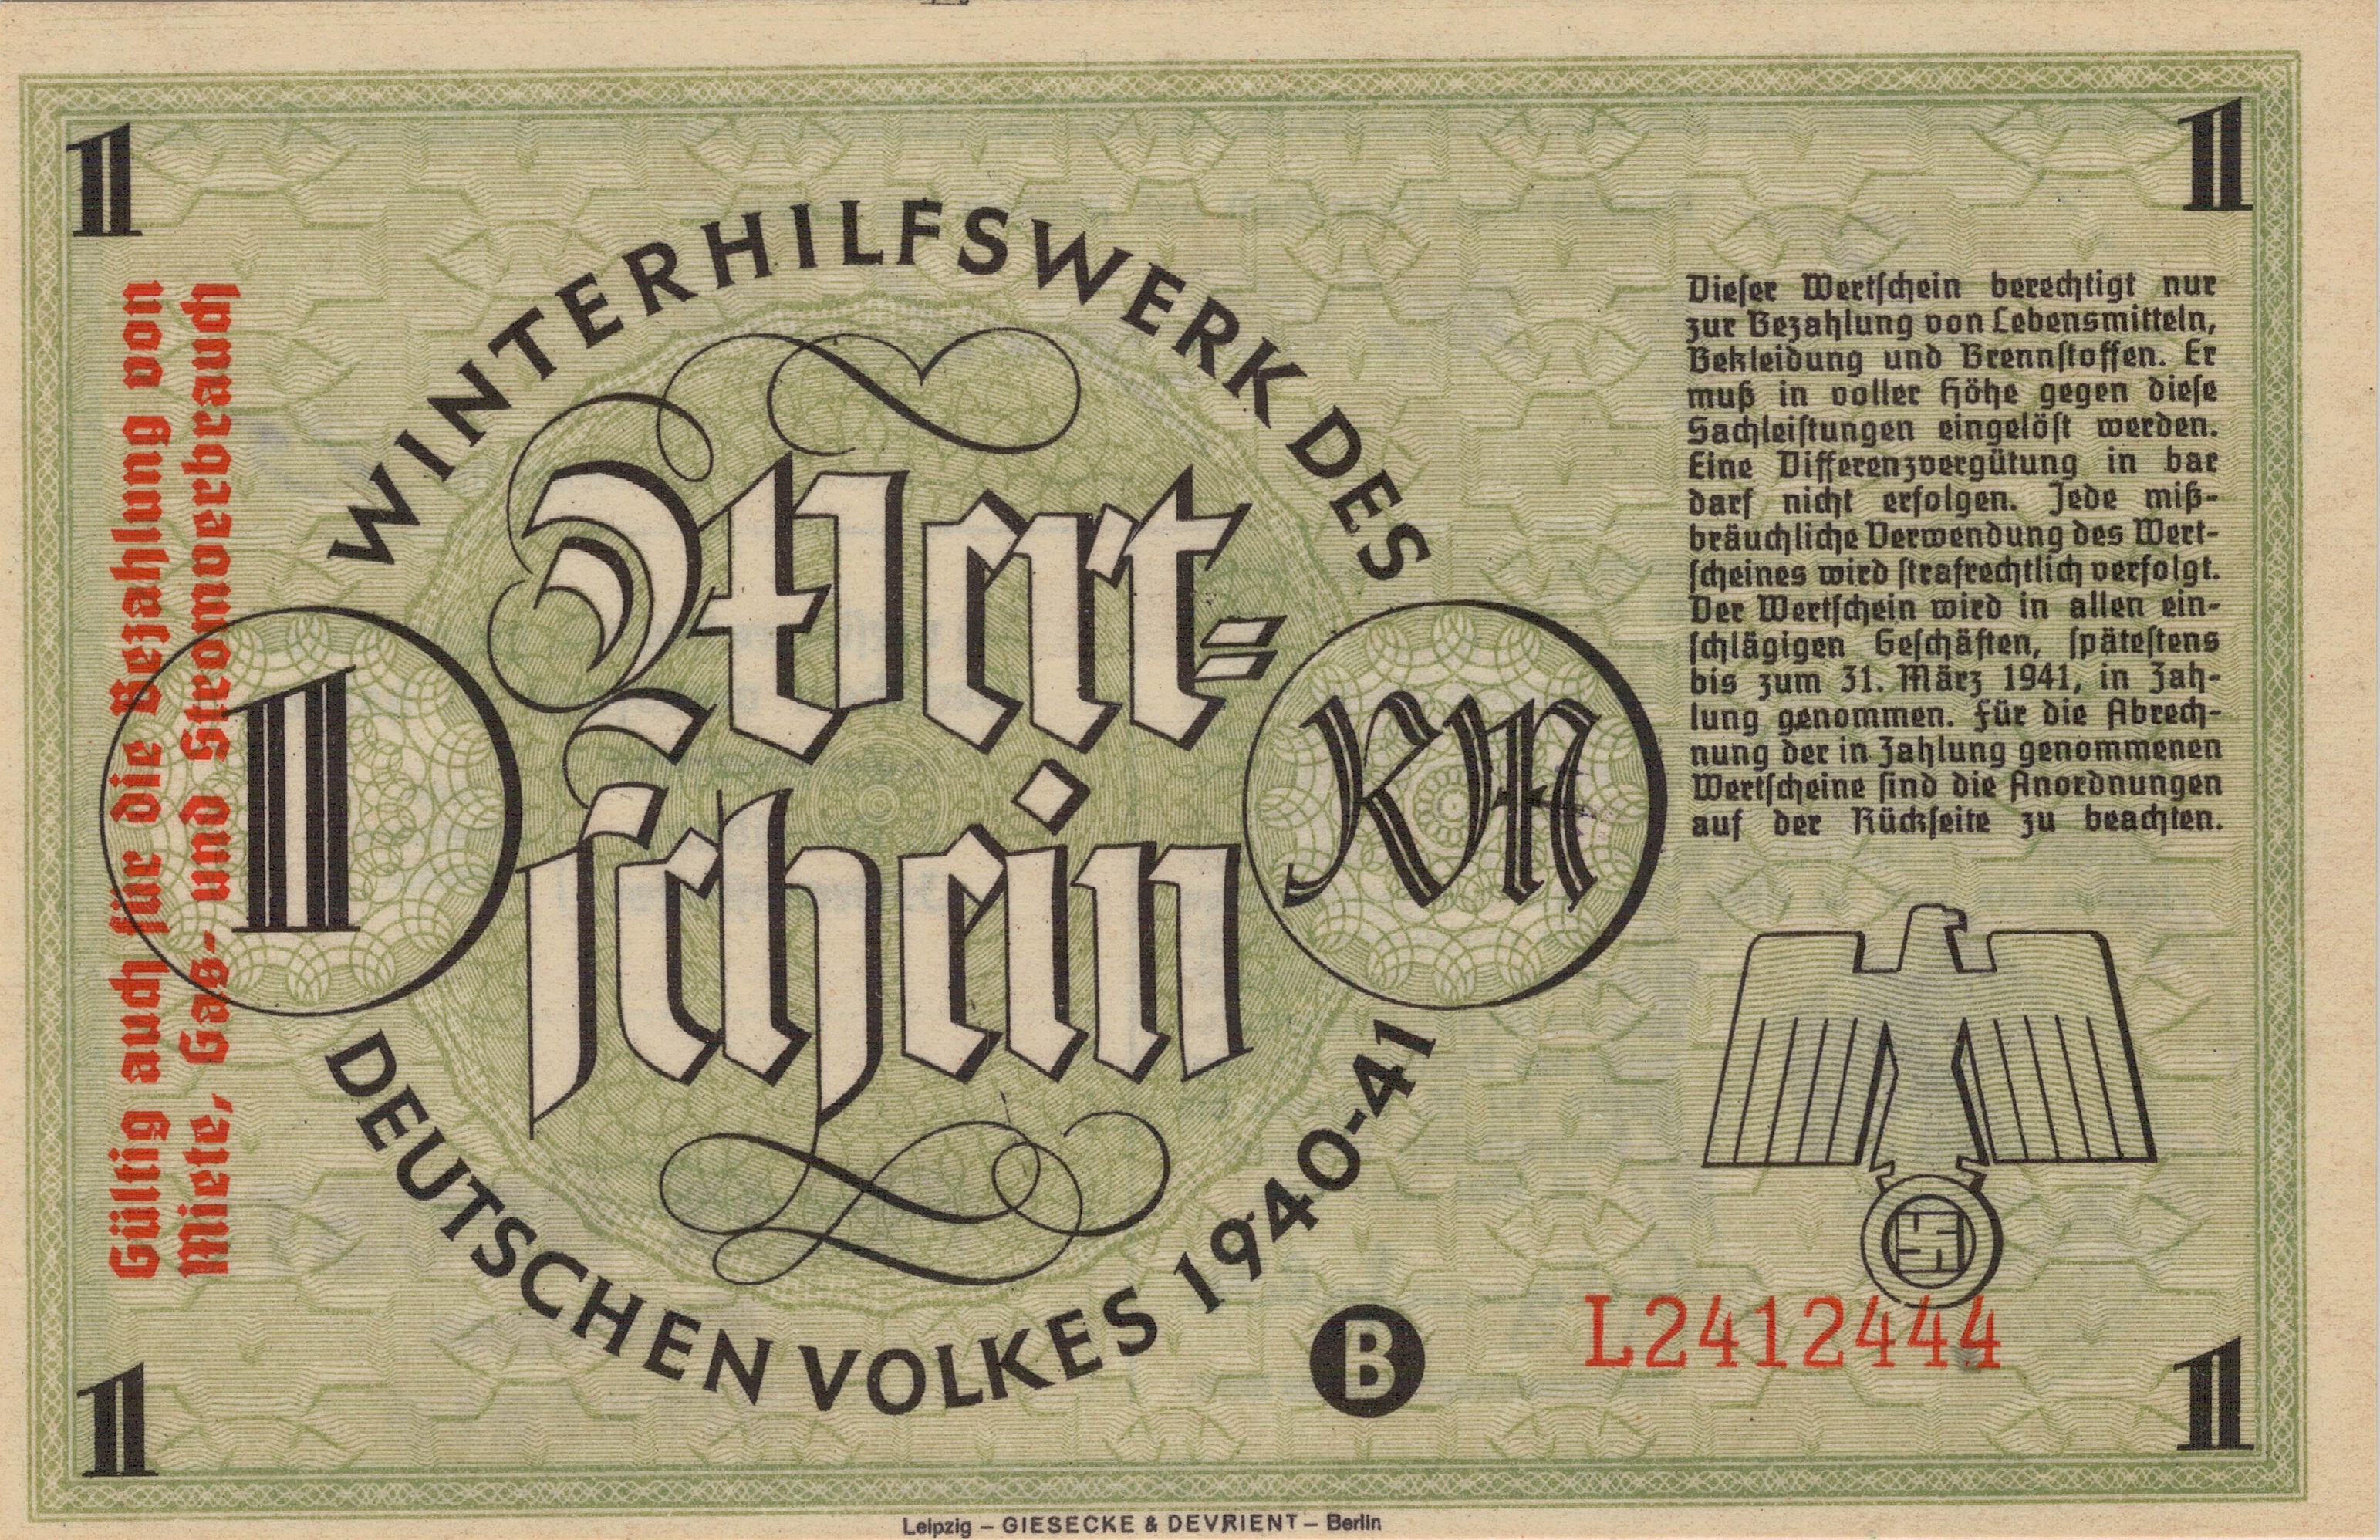 1
1
Gültig auch für die Bezahlung von
Miete, Gas- und Stromverbrauch
WINTERHILFSWERK DES
DEUTSCHEN VOLKES 1940-41
1
Wert-
schein
RM
Dieser Wertschein berechtigt nur
zur Bezahlung von Lebensmitteln,
Bekleidung und Brennstoffen. Er
muß in voller Höhe gegen diese
Sachleistungen eingelöst werden.
Eine Differenzvergütung in bar
darf nicht erfolgen. Jede miß-
bräuchliche Verwendung des Wert-
scheines wird strafrechtlich verfolgt.
Der Wertschein wird in allen ein-
schlägigen Geschäften, spätestens
bis zum 31. März 1941, in Zah-
lung genommen. Für die Abrech-
nung der in Zahlung genommenen
Wertscheine sind die Anordnungen
auf der Rückseite zu beachten.
B
L2412444
1
1
Leipzig – GIESECKE & DEVRIENT – Berlin